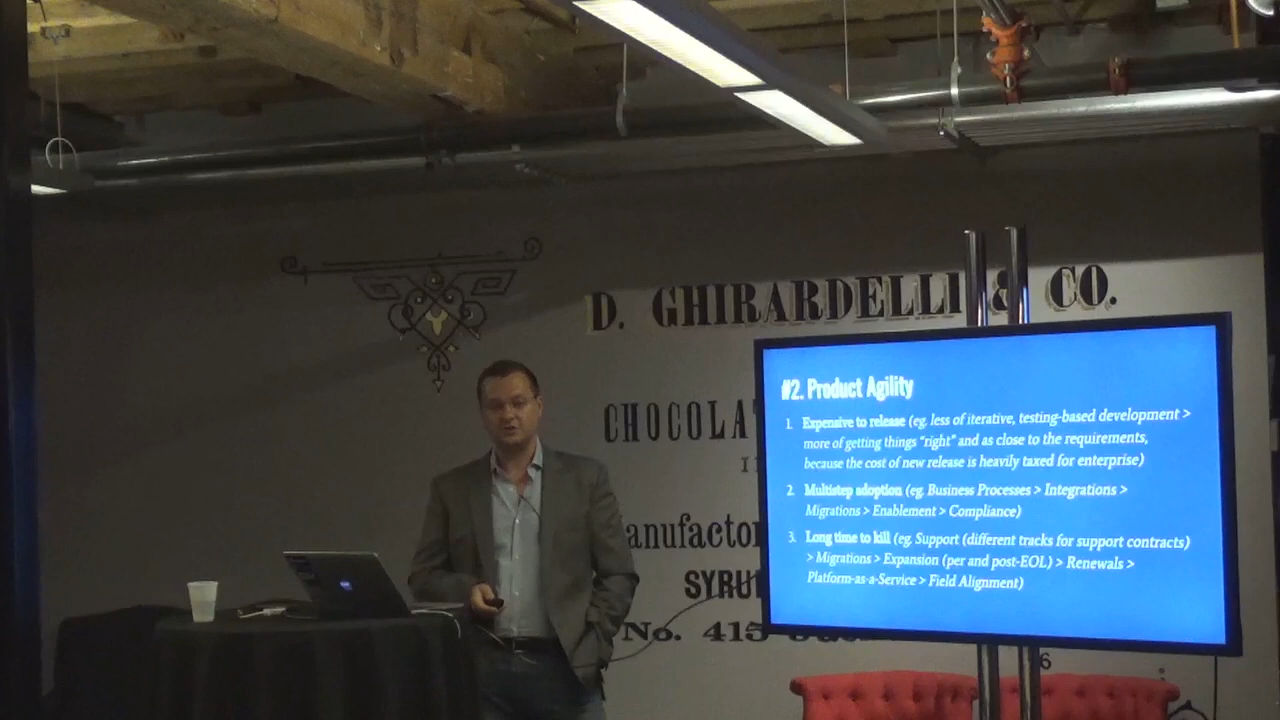 D. GHIRARDELLI & CO.
CHOCOLA
anufactor
SYRU
No. 415
6
#2. Product Agility
1. Expensive to release (eg. less of iterative, testing-based development >
more of getting things "right" and as close to the requirements,
because the cost of new release is heavily taxed for enterprise)
2. Multistep adoption (eg. Business Processes > Integrations >
Migrations > Enablement > Compliance)
3. Long time to kill (eg. Support (different tracks for support contracts)
> Migrations > Expansion (per and post-EOL) > Renewals >
Platform-as-a-Service > Field Alignment)